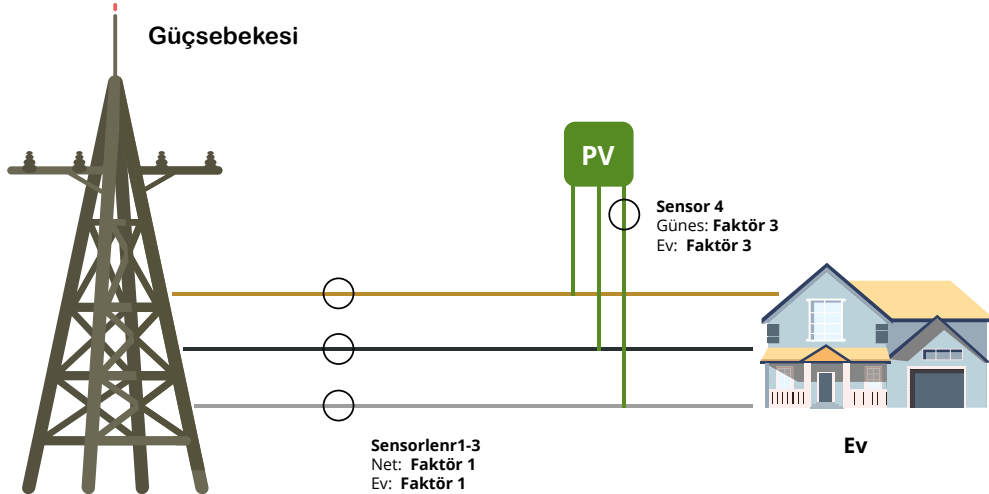 Güçsebekesi
PV
Sensor 4
Günes: Faktör 3
Ev: Faktör 3
Sensorlenr1-3
Net: Faktör 1
Ev: Faktör 1
Ev